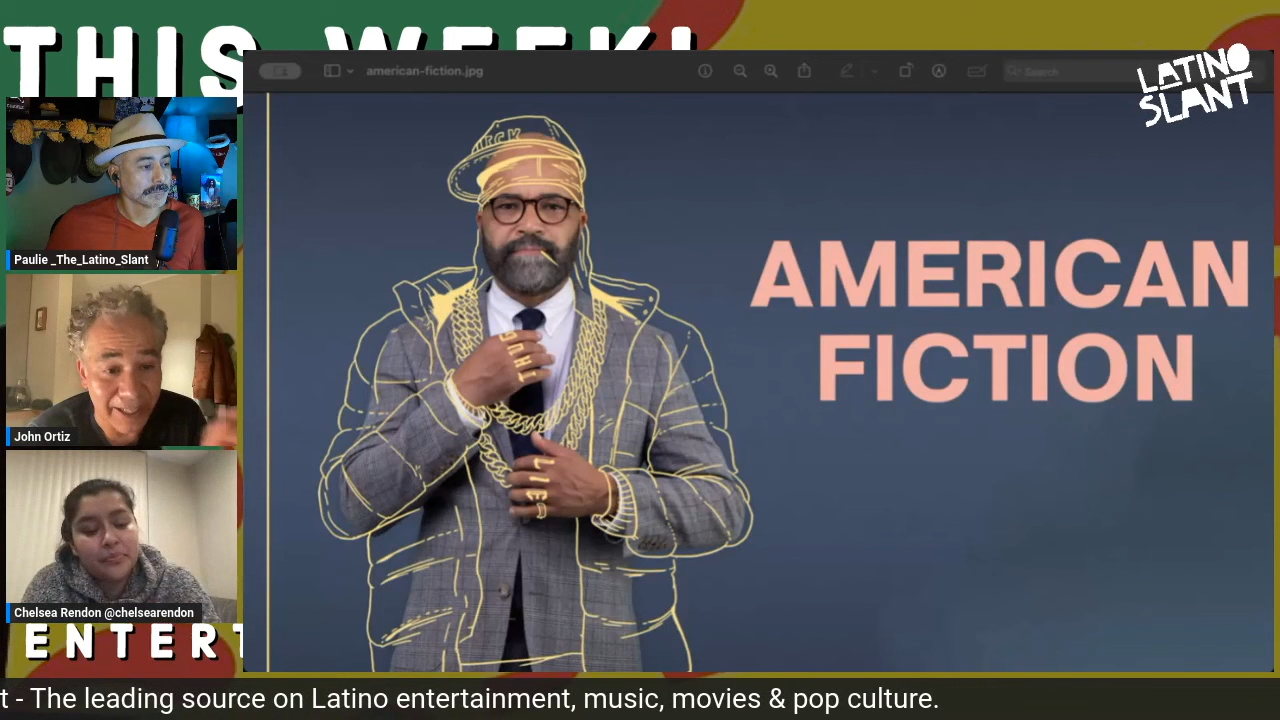 THIS WEEK!
american-fiction.jpg
Search
LATINO
SLANT
Paulie _The_Latino_Slant
AMERICAN
FICTION
John Ortiz
Chelsea Rendon @chelsearendon
ENTERT
t - The leading source on Latino entertainment, music, movies & pop culture.